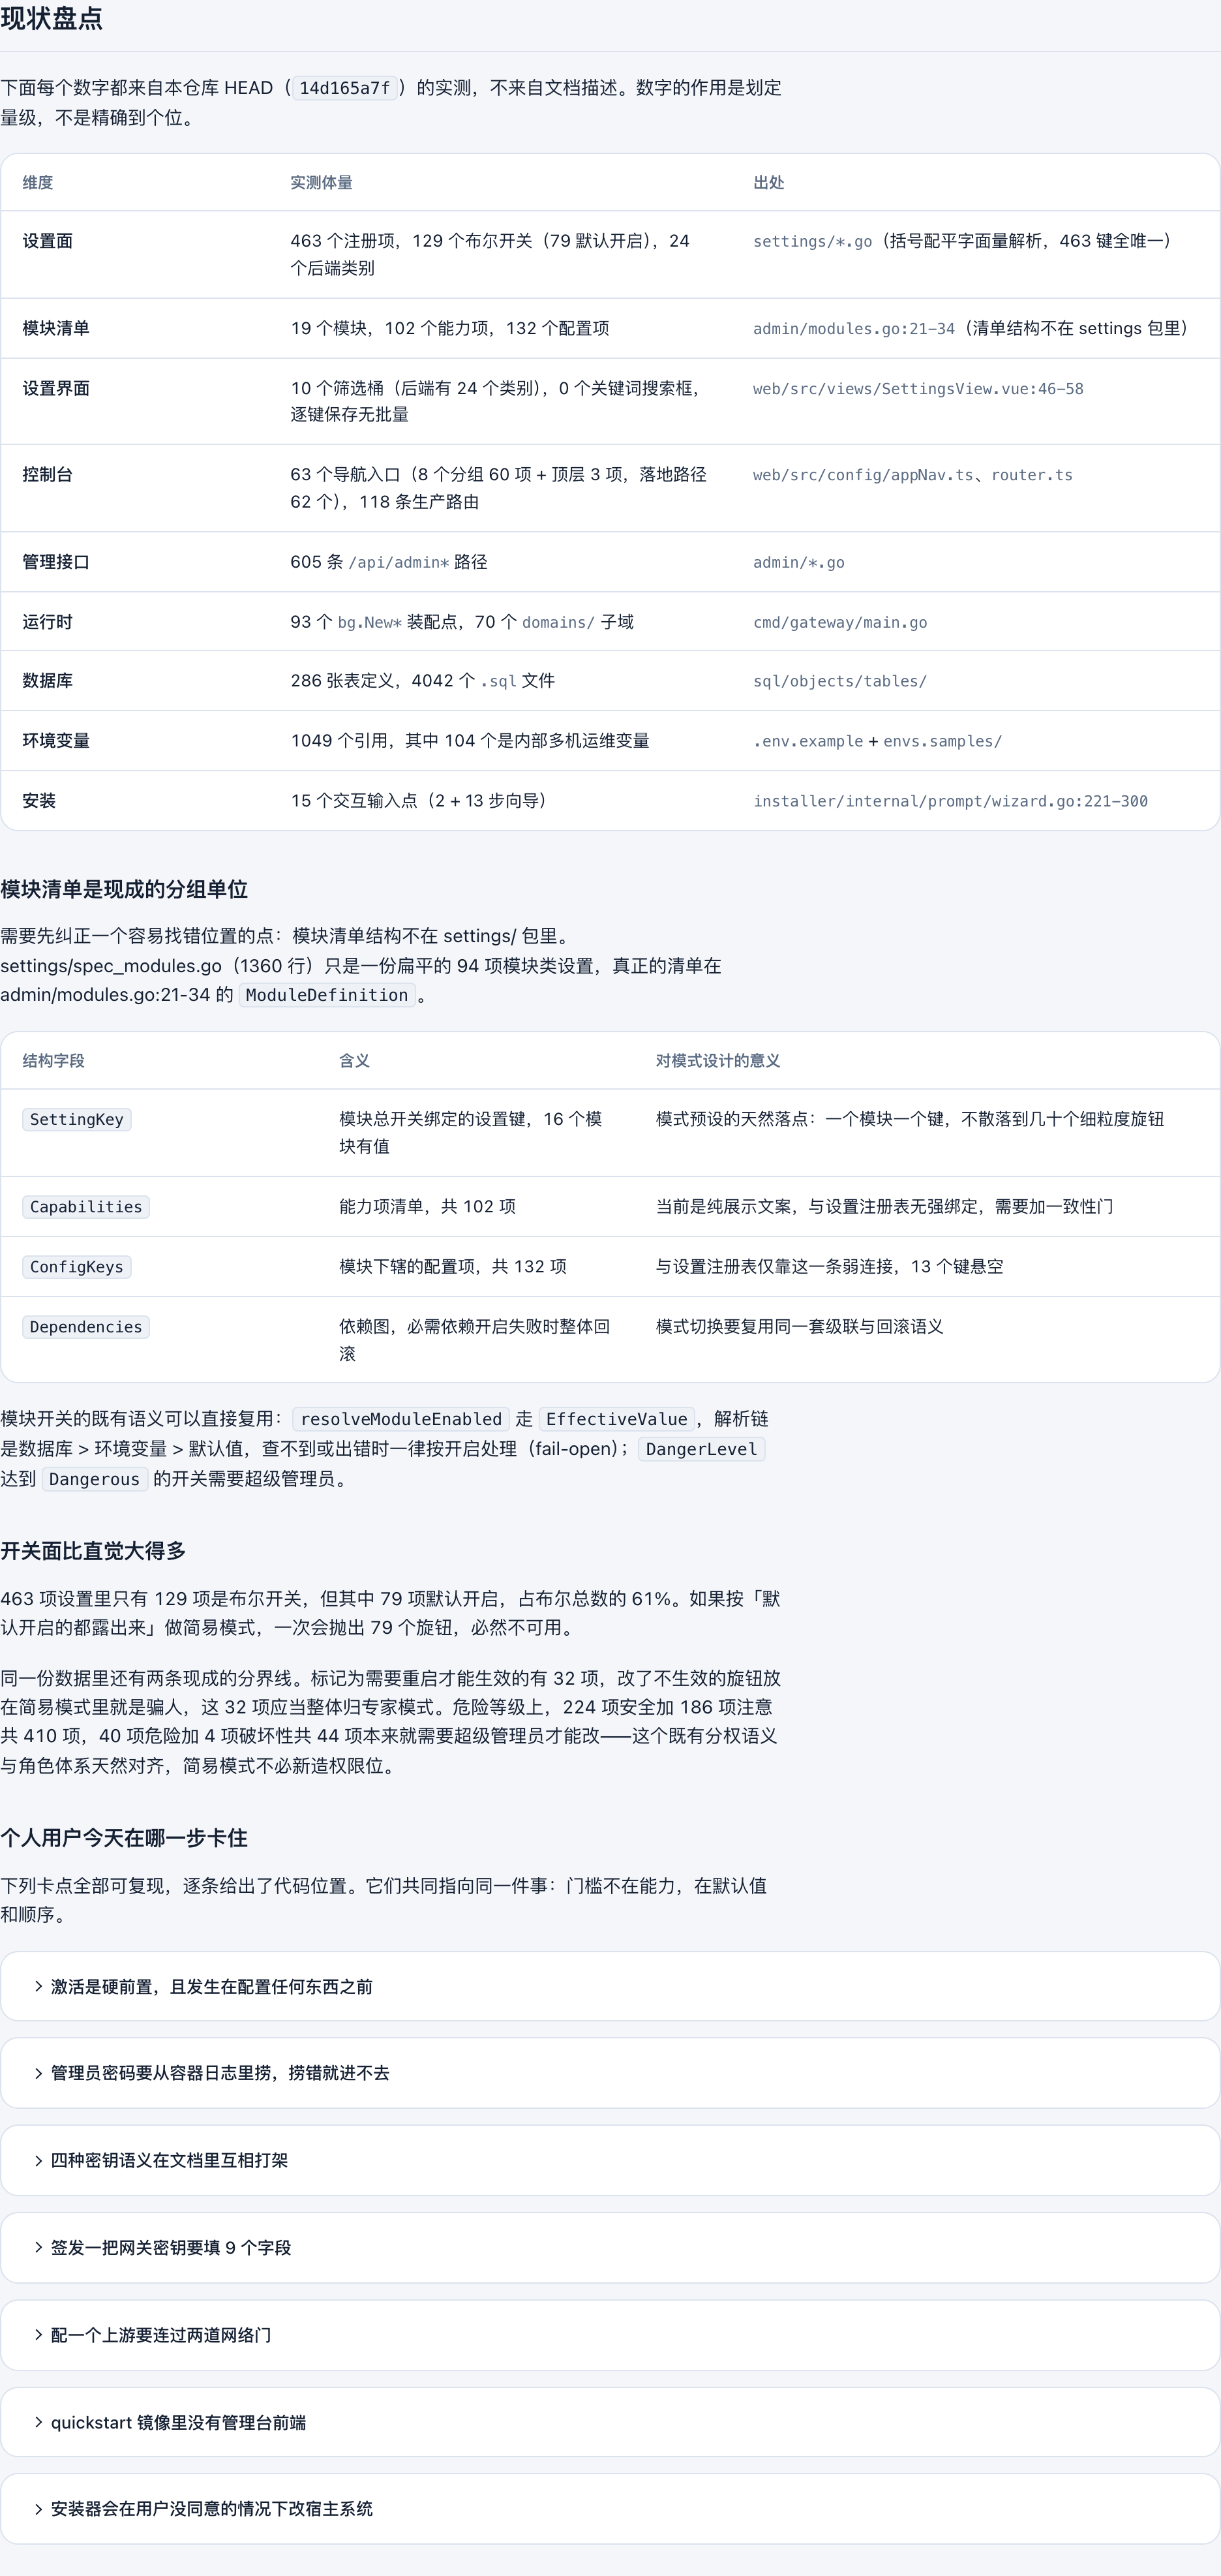 现状盘点
下面每个数字都来自本仓库 HEAD（14d165a7f）的实测，不来自文档描述。数字的作用是划定
量级，不是精确到个位。
维度 实测体量 出处
设置面 463 个注册项，129 个布尔开关（79 默认开启），24 settings/*.go（括号配平字面量解析，463 键全唯一）
个后端类别
模块清单 19 个模块，102 个能力项，132 个配置项 admin/modules.go:21–34（清单结构不在 settings 包里）
设置界面 10 个筛选桶（后端有 24 个类别），0 个关键词搜索框， web/src/views/SettingsView.vue:46–58
逐键保存无批量
控制台 63 个导航入口（8 个分组 60 项 + 顶层 3 项，落地路径 web/src/config/appNav.ts、router.ts
62 个），118 条生产路由
管理接口 605 条 /api/admin* 路径 admin/*.go
运行时 93 个 bg.New* 装配点，70 个 domains/ 子域 cmd/gateway/main.go
数据库 286 张表定义，4042 个 .sql 文件 sql/objects/tables/
环境变量 1049 个引用，其中 104 个是内部多机运维变量 .env.example + envs.samples/
安装 15 个交互输入点（2 + 13 步向导） installer/internal/prompt/wizard.go:221–300
模块清单是现成的分组单位
需要先纠正一个容易找错位置的点：模块清单结构不在 settings/ 包里。
settings/spec_modules.go（1360 行）只是一份扁平的 94 项模块类设置，真正的清单在
admin/modules.go:21-34 的 ModuleDefinition 。
结构字段 含义 对模式设计的意义
SettingKey 模块总开关绑定的设置键，16 个模 模式预设的天然落点：一个模块一个键，不散落到几十个细粒度旋钮
块有值
Capabilities 能力项清单，共 102 项 当前是纯展示文案，与设置注册表无强绑定，需要加一致性门
ConfigKeys 模块下辖的配置项，共 132 项 与设置注册表仅靠这一条弱连接，13 个键悬空
Dependencies 依赖图，必需依赖开启失败时整体回 模式切换要复用同一套级联与回滚语义
滚
模块开关的既有语义可以直接复用：resolveModuleEnabled 走 EffectiveValue，解析链
是数据库 > 环境变量 > 默认值，查不到或出错时一律按开启处理（fail-open）；DangerLevel
达到 Dangerous 的开关需要超级管理员。
开关面比直觉大得多
463 项设置里只有 129 项是布尔开关，但其中 79 项默认开启，占布尔总数的 61%。如果按「默
认开启的都露出来」做简易模式，一次会抛出 79 个旋钮，必然不可用。
同一份数据里还有两条现成的分界线。标记为需要重启才能生效的有 32 项，改了不生效的旋钮放
在简易模式里就是骗人，这 32 项应当整体归专家模式。危险等级上，224 项安全加 186 项注意
共 410 项，40 项危险加 4 项破坏性共 44 项本来就需要超级管理员才能改——这个既有分权语义
与角色体系天然对齐，简易模式不必新造权限位。
个人用户今天在哪一步卡住
下列卡点全部可复现，逐条给出了代码位置。它们共同指向同一件事：门槛不在能力，在默认值
和顺序。
激活是硬前置，且发生在配置任何东西之前
管理员密码要从容器日志里捞，捞错就进不去
四种密钥语义在文档里互相打架
签发一把网关密钥要填 9 个字段
配一个上游要连过两道网络门
quickstart 镜像里没有管理台前端
安装器会在用户没同意的情况下改宿主系统